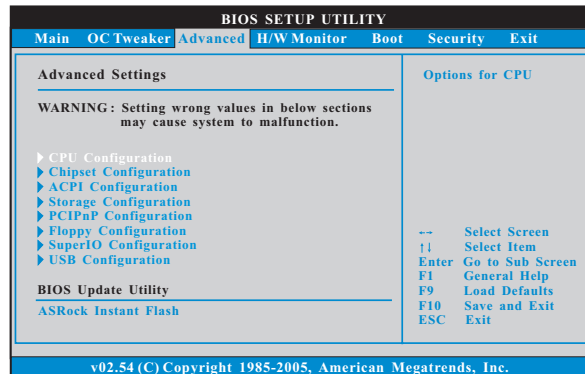 BIOS SETUP UTILITY
Main OC Tweaker Advanced H/W Monitor Boot Security Exit
Advanced Settings
WARNING : Setting wrong values in below sections
may cause system to malfunction.
CPU Configuration
Chipset Configuration
ACPI Configuration
Storage Configuration
PCIPnP Configuration
Floppy Configuration
SuperIO Configuration
USB Configuration
BIOS Update Utility
ASRock Instant Flash
Options for CPU
←→ Select Screen
↑↓ Select Item
Enter Go to Sub Screen
F1 General Help
F9 Load Defaults
F10 Save and Exit
ESC Exit
v02.54 (C) Copyright 1985-2005, American Megatrends, Inc.